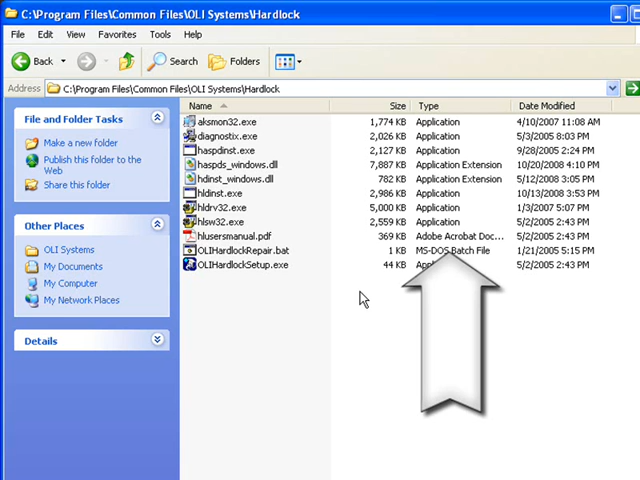 C:\Program Files\Common Files\OLI Systems\Hardlock
File Edit View Favorites Tools Help
Back Search Folders
Address C:\Program Files\Common Files\OLI Systems\Hardlock
File and Folder Tasks
Make a new folder
Publish this folder to the Web
Share this folder
Other Places
OLI Systems
My Documents
My Computer
My Network Places
Details
Name Size Type Date Modified
aksmon32.exe 1,774 KB Application 4/10/2007 11:08 AM
diagnostix.exe 2,026 KB Application 5/3/2005 8:03 PM
haspdinst.exe 2,127 KB Application 9/28/2005 2:24 PM
haspds_windows.dll 7,887 KB Application Extension 10/20/2008 4:10 PM
hdinst_windows.dll 782 KB Application Extension 5/12/2008 3:05 PM
hldinst.exe 2,986 KB Application 10/13/2008 3:53 PM
hldrv32.exe 5,000 KB Application 1/3/2007 5:07 PM
hlsw32.exe 2,559 KB Application 5/2/2005 2:43 PM
hlusersmanual.pdf 369 KB Adobe Acrobat Doc... 5/2/2005 2:43 PM
OLIHardlockRepair.bat 1 KB MS-DOS Batch File 1/21/2005 5:15 PM
OLIHardlockSetup.exe 44 KB 5/2/2005 2:43 PM